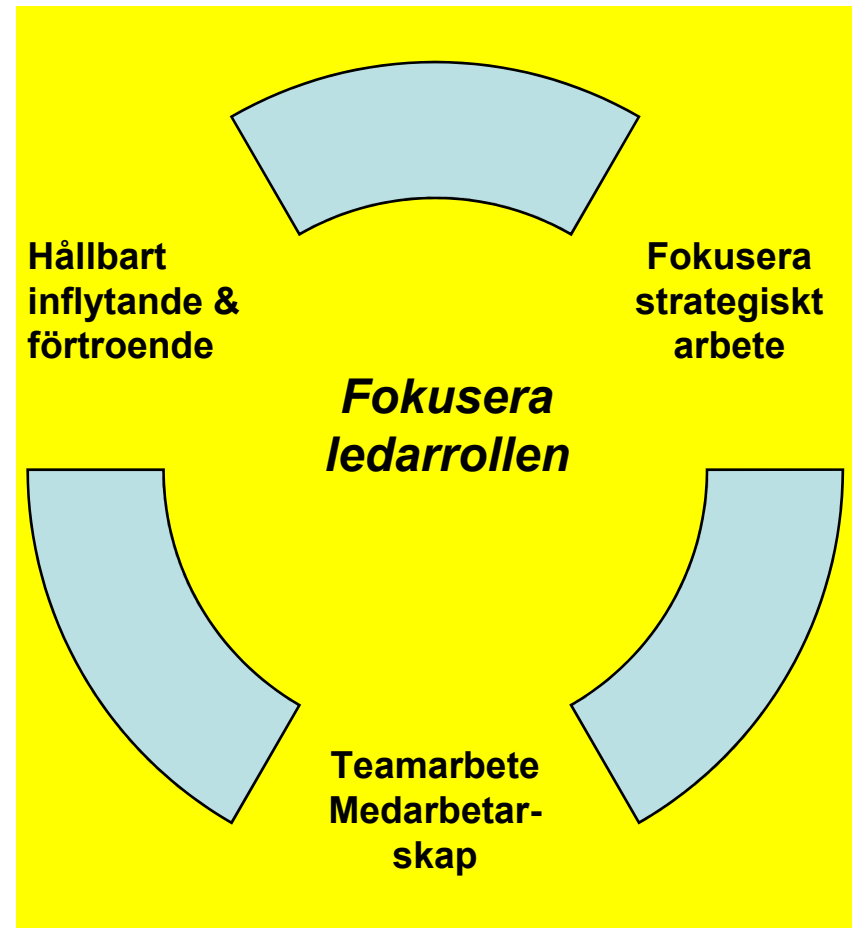 Hållbart
inflytande &
förtroende
Fokusera
strategiskt
arbete
Fokusera
ledarrollen
Teamarbete
Medarbetar-
skap